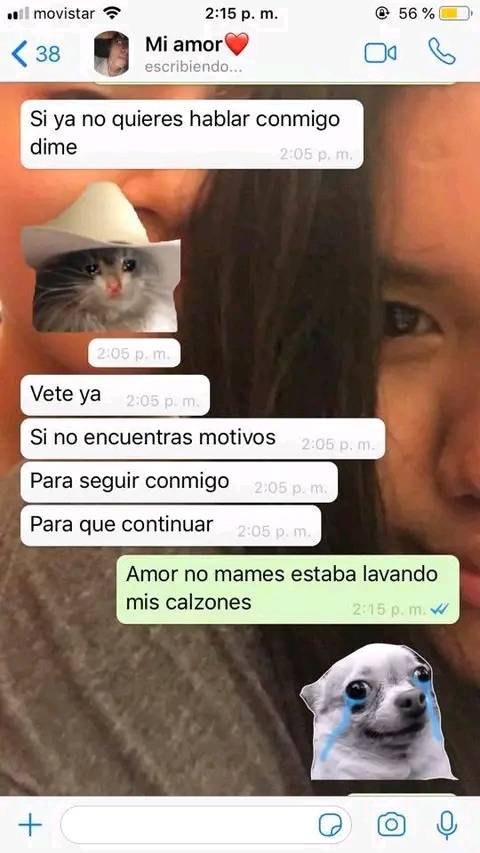 movistar 2:15 p. m. 56 %
38 Mi amor❤️
escribiendo...
Si ya no quieres hablar conmigo
dime 2:05 p. m.
2:05 p. m.
Vete ya 2:05 p. m.
Si no encuentras motivos 2:05 p. m.
Para seguir conmigo 2:05 p. m.
Para que continuar 2:05 p. m.
Amor no mames estaba lavando
mis calzones 2:15 p. m.